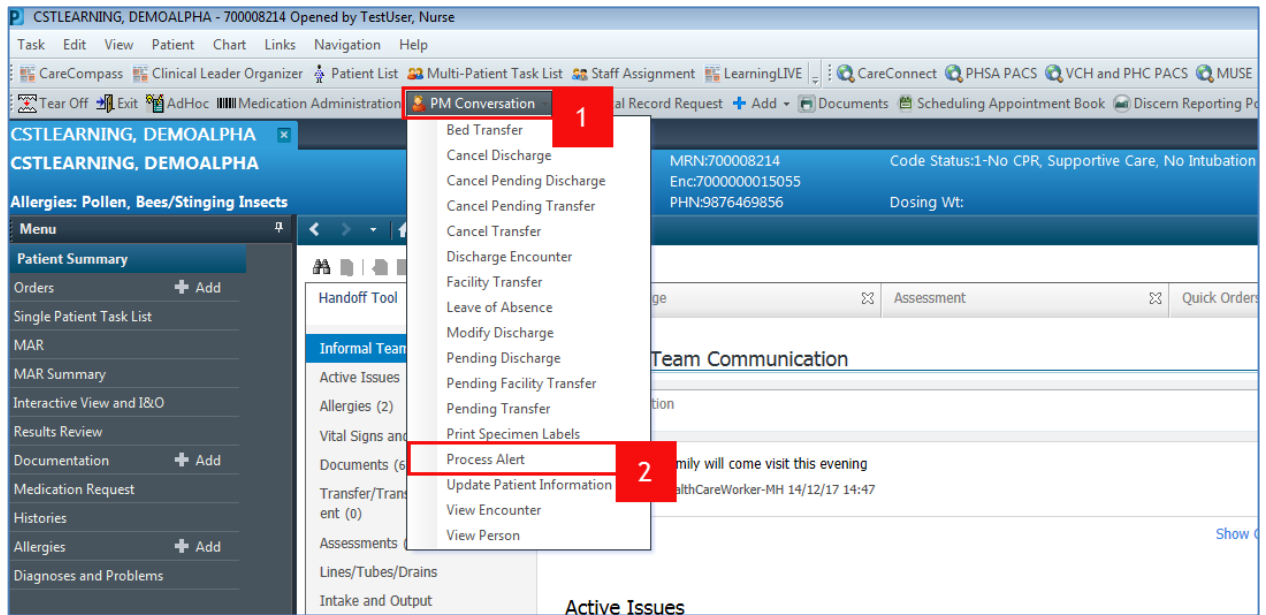 CSTLEARNING, DEMOALPHA - 700008214 Opened by TestUser, Nurse
Task Edit View Patient Chart Links Navigation Help
CareCompass Clinical Leader Organizer Patient List Multi-Patient Task List Staff Assignment LearningLIVE CareConnect PHSA PACS VCH and PHC PACS MUSE
Tear Off Exit AdHoc Medication Administration PM Conversation 1 al Record Request Add Documents Scheduling Appointment Book Discern Reporting Po
CSTLEARNING, DEMOALPHA
CSTLEARNING, DEMOALPHA MRN:700008214 Code Status:1-No CPR, Supportive Care, No Intubation
Enc:7000000015055
Allergies: Pollen, Bees/Stinging Insects PHN:9876469856 Dosing Wt:
Menu
Patient Summary
Orders Add
Single Patient Task List
MAR
MAR Summary
Interactive View and I&O
Results Review
Documentation Add
Medication Request
Histories
Allergies Add
Diagnoses and Problems
Bed Transfer
Cancel Discharge
Cancel Pending Discharge
Cancel Pending Transfer
Cancel Transfer
Discharge Encounter
Facility Transfer
Leave of Absence
Modify Discharge
Pending Discharge
Pending Facility Transfer
Pending Transfer
Print Specimen Labels
Process Alert 2
Update Patient Information
View Encounter
View Person
Handoff Tool ge Assessment Quick Orders
Informal Team
Active Issues
Allergies (2)
Vital Signs and
Documents (6
Transfer/Trans
ent (0)
Assessments (
Lines/Tubes/Drains
Intake and Output
Team Communication
tion
mily will come visit this evening
althCareWorker-MH 14/12/17 14:47
Show
Active Issues